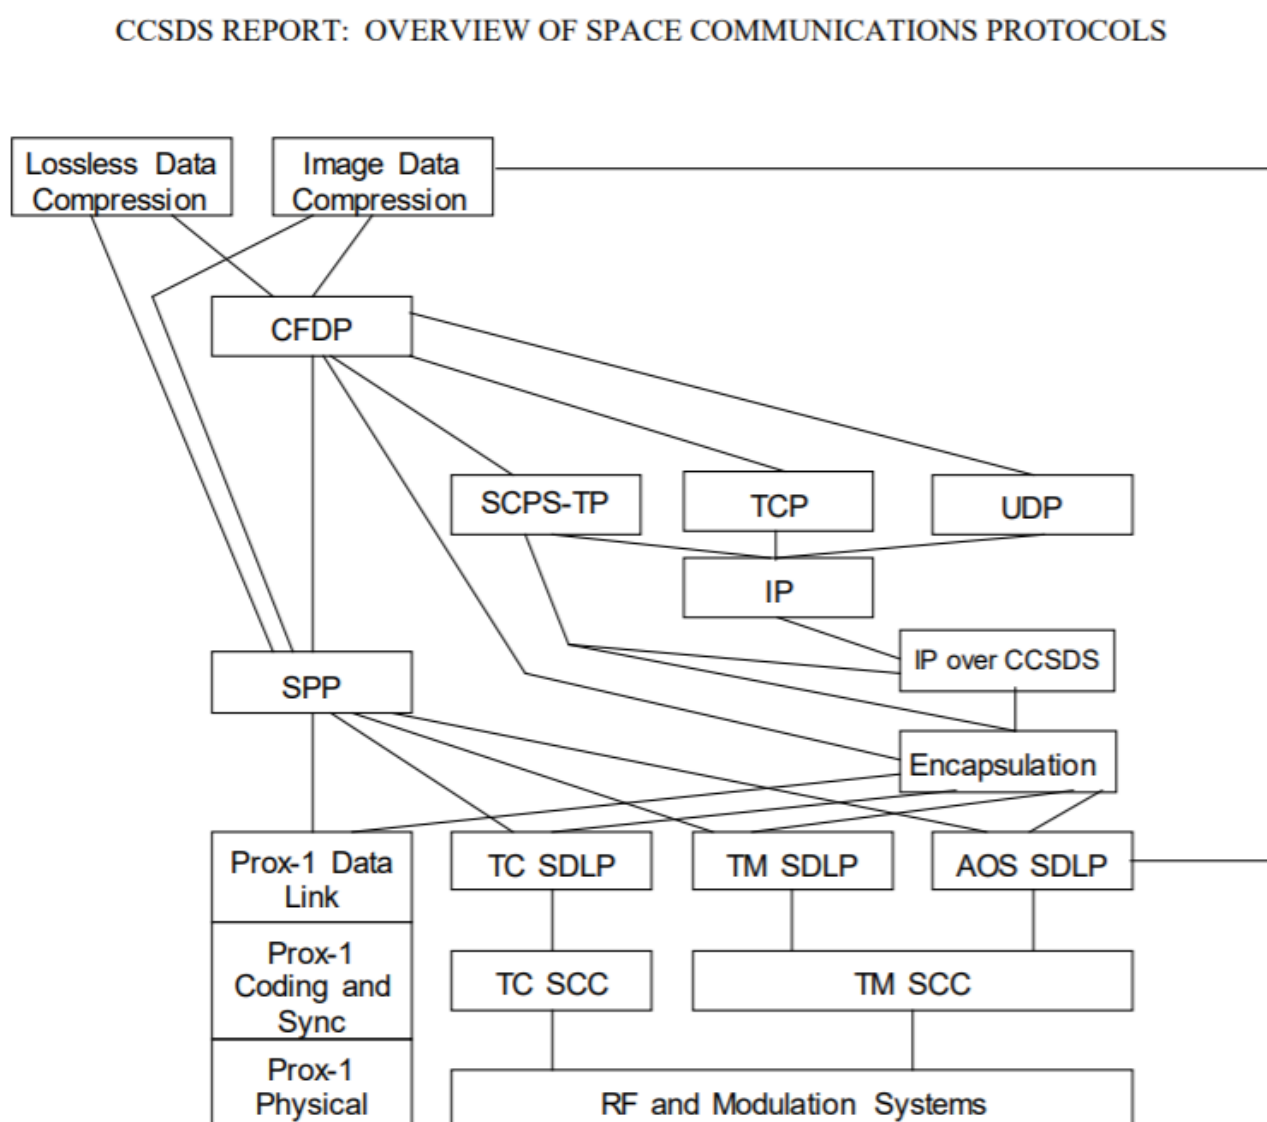 CCSDS REPORT: OVERVIEW OF SPACE COMMUNICATIONS PROTOCOLS
Lossless Data
Compression
Image Data
Compression
CFDP
SCPS-TP
TCP
UDP
IP
IP over CCSDS
SPP
Encapsulation
Prox-1 Data
Link
TC SDLP
TM SDLP
AOS SDLP
Prox-1
Coding and
Sync
TC SCC
TM SCC
Prox-1
Physical
RF and Modulation Systems